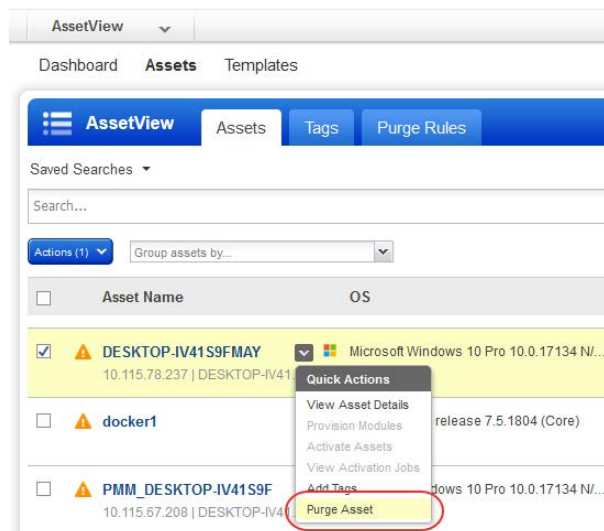 AssetView
Dashboard Assets Templates
AssetView Assets Tags Purge Rules
Saved Searches
Search...
Actions (1) Group assets by...
Asset Name OS
DESKTOP-IV41S9FMAY Microsoft Windows 10 Pro 10.0.17134 N/...
10.115.78.237 | DESKTOP-IV41
Quick Actions
View Asset Details
docker1 release 7.5.1804 (Core)
Provision Modules
Activate Assets
View Activation Jobs
Add Tags
PMM_DESKTOP-IV41S9F dows 10 Pro 10.0.17134 N/...
10.115.67.208 | DESKTOP-IV41
Purge Asset